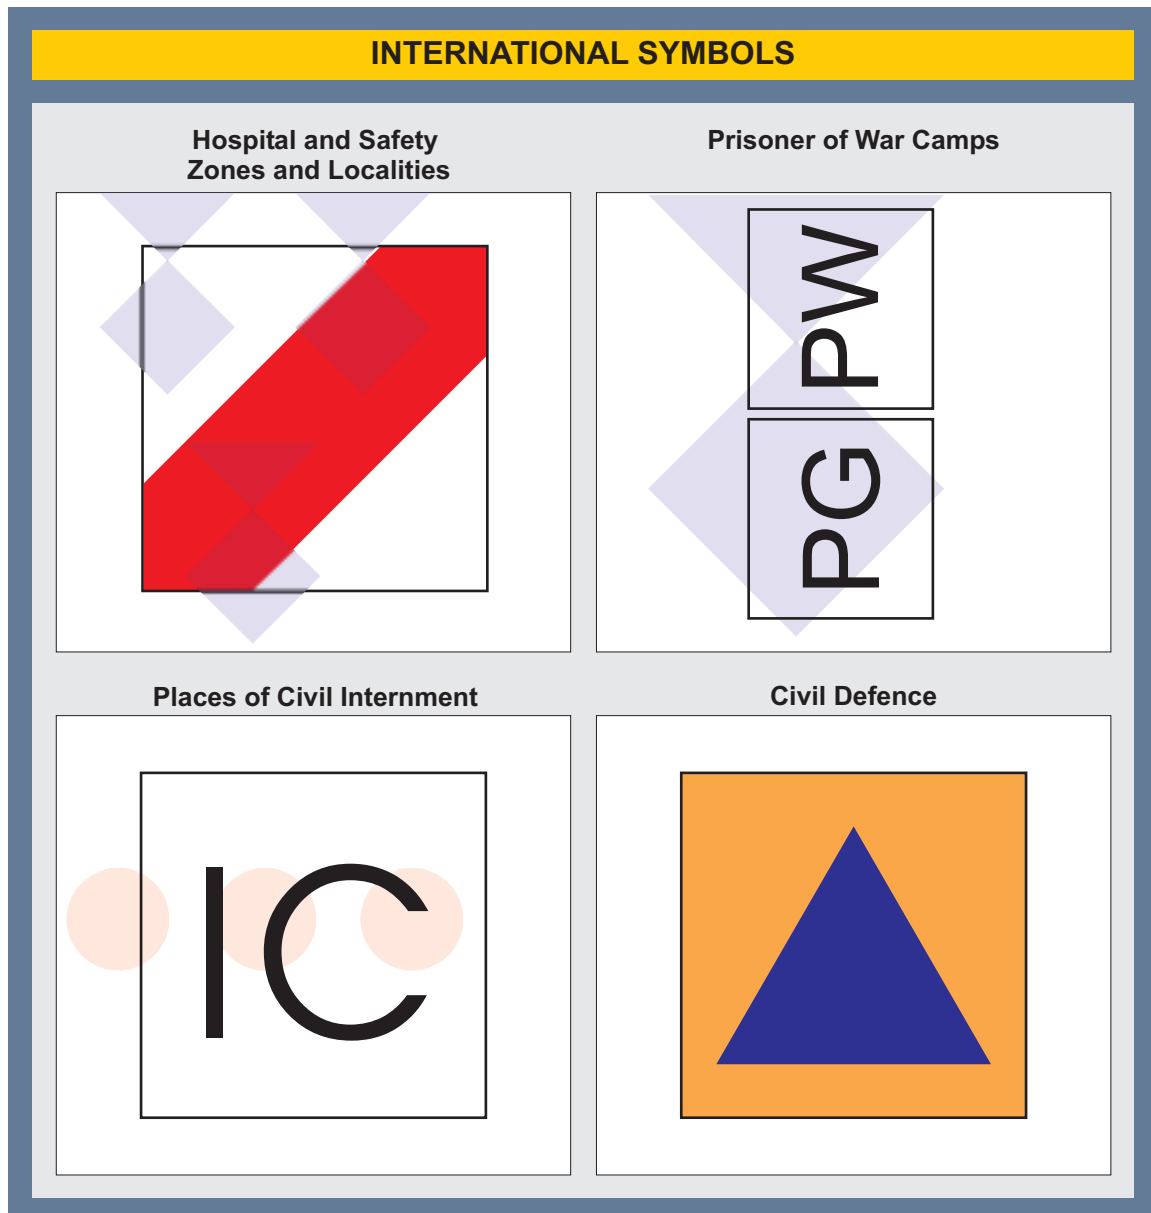 INTERNATIONAL SYMBOLS
Hospital and Safety
Zones and Localities
Prisoner of War Camps
PW
PG
Places of Civil Internment
Civil Defence
IC